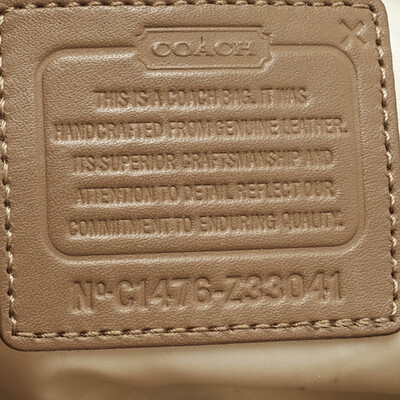 COACH
THIS IS A COACH BAG. IT WAS
HANDCRAFTED FROM GENUINE LEATHER.
ITS SUPERIOR CRAFTSMANSHIP AND
ATTENTION TO DETAIL REFLECT OUR
COMMITMENT TO ENDURING QUALITY.
Nº C1476-Z33041